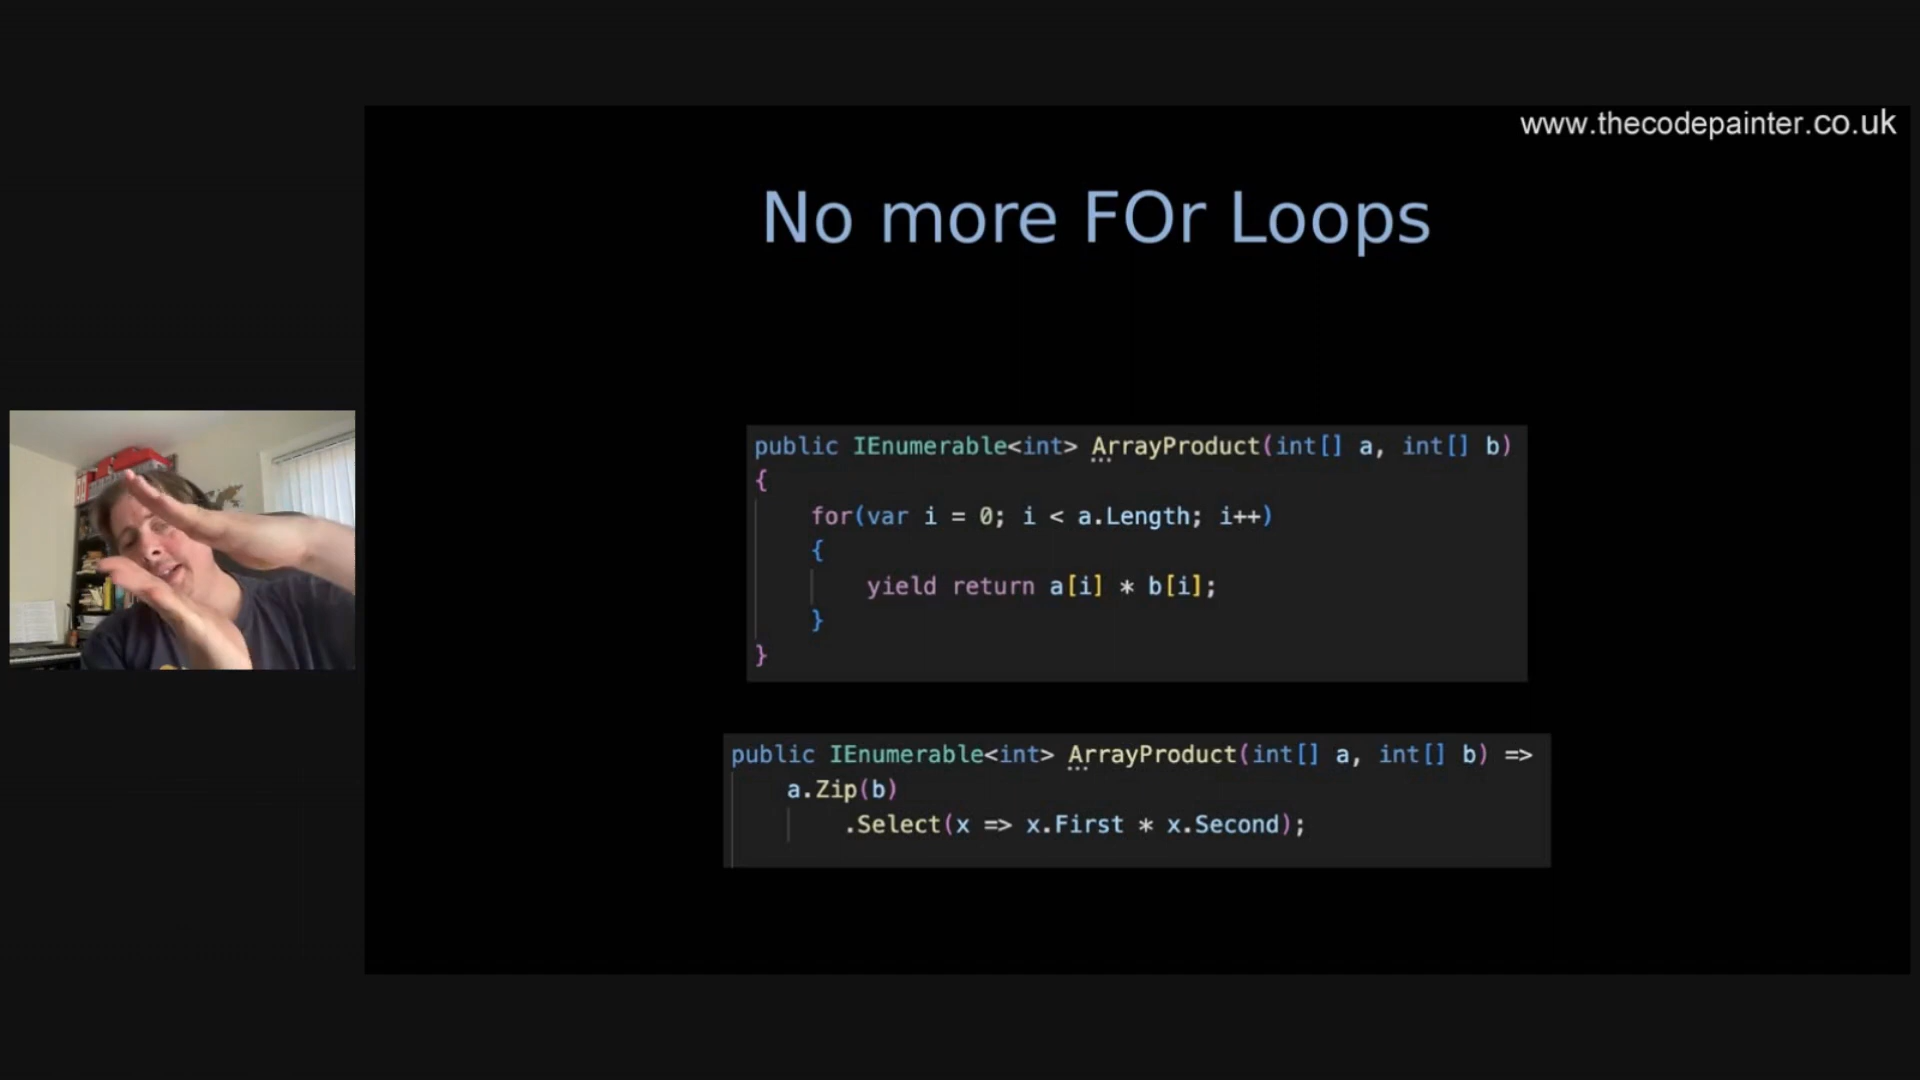 www.thecodepainter.co.uk
No more FOr Loops
public IEnumerable<int> ArrayProduct(int[] a, int[] b)
{
for(var i = 0; i < a.Length; i++)
{
yield return a[i] * b[i];
}
}
public IEnumerable<int> ArrayProduct(int[] a, int[] b) =>
a.Zip(b)
.Select(x => x.First * x.Second);